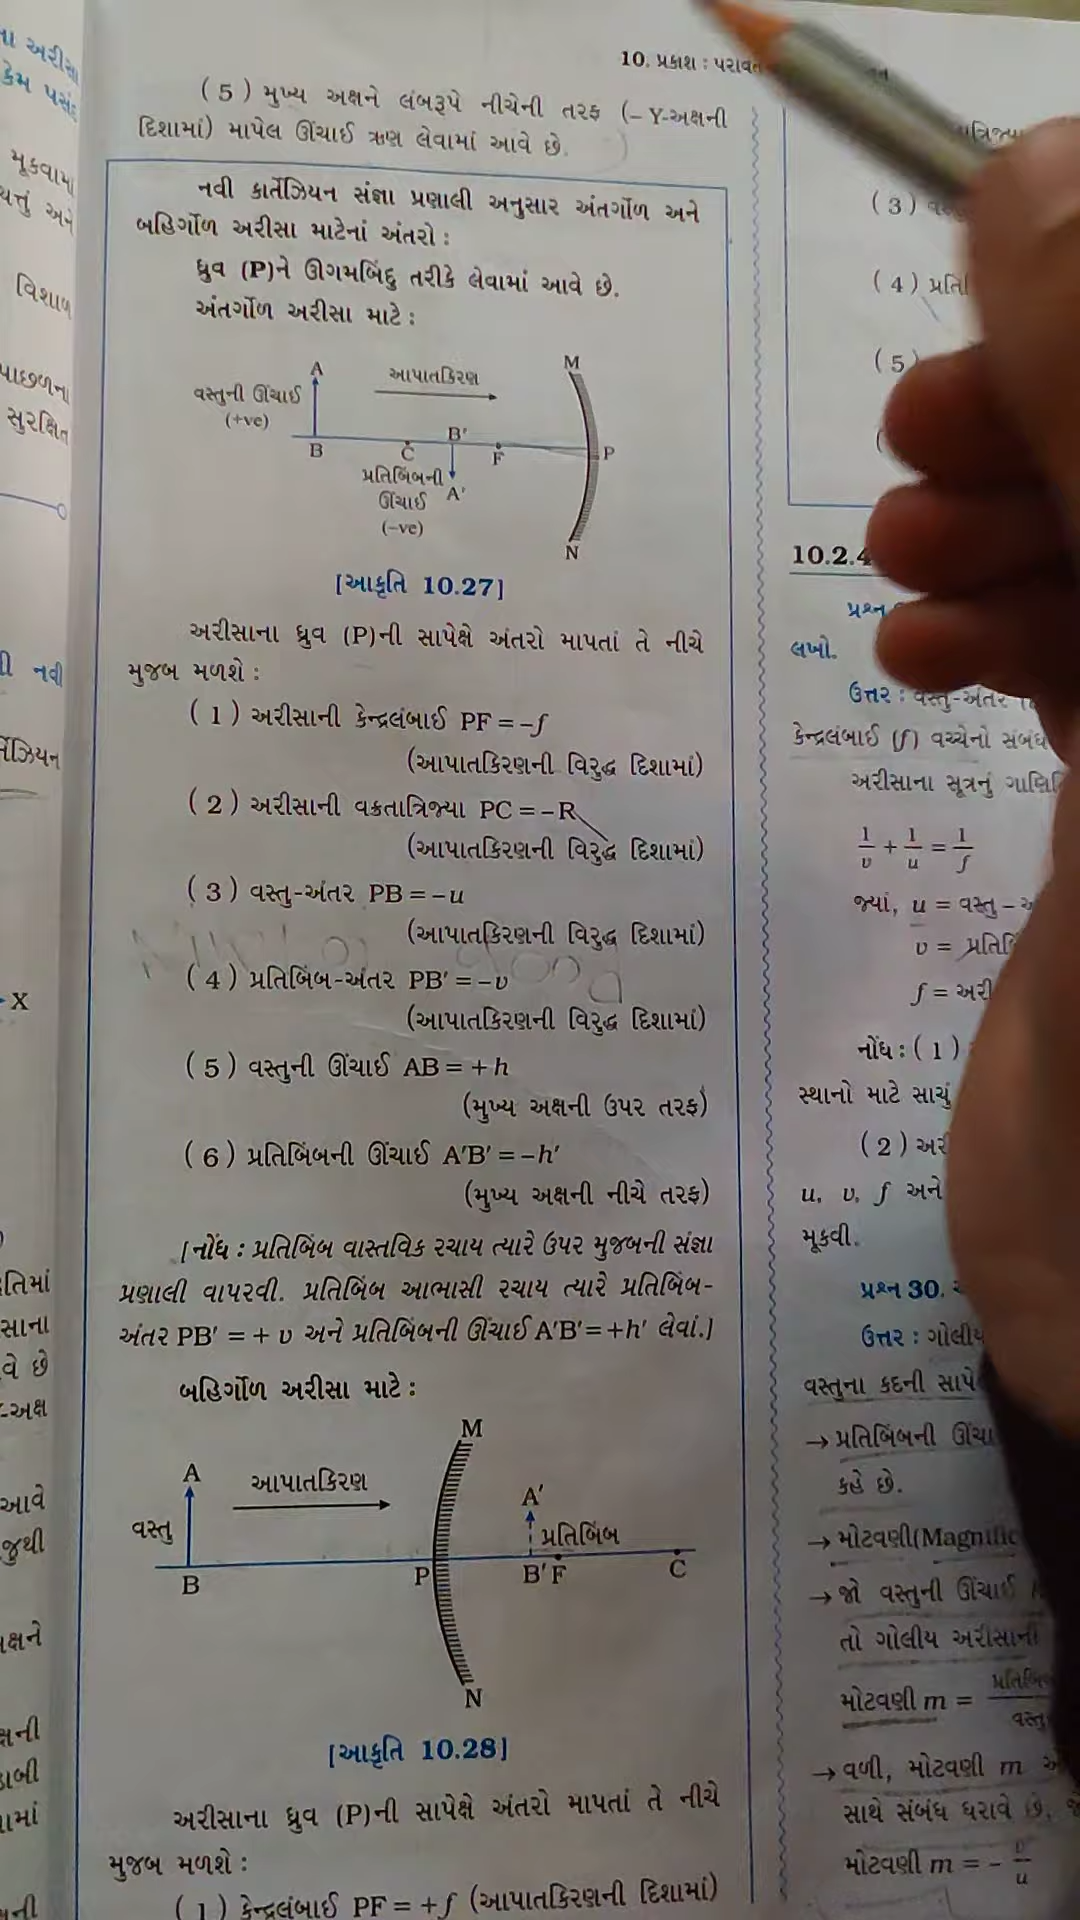 10. પ્રકાશ : પરાવર્ત
( 5 ) મુખ્ય અક્ષને લંબરૂપે નીચેની તરફ (– Y-અક્ષની
દિશામાં) માપેલ ઊંચાઈ ઋણ લેવામાં આવે છે.
નવી કાર્તેઝિયન સંજ્ઞા પ્રણાલી અનુસાર અંતર્ગોળ અને
બહિર્ગોળ અરીસા માટેનાં અંતરો :
ધ્રુવ (P)ને ઊગમબિંદુ તરીકે લેવામાં આવે છે.
અંતર્ગોળ અરીસા માટે :
A
આપાતકિરણ
M
વસ્તુની ઊંચાઈ
(+ve)
B
C
B′
F
P
પ્રતિબિંબની
ઊંચાઈ
A′
(–ve)
N
[આકૃતિ 10.27]
અરીસાના ધ્રુવ (P)ની સાપેક્ષે અંતરો માપતાં તે નીચે
મુજબ મળશે :
( 1 ) અરીસાની કેન્દ્રલંબાઈ PF = –f
(આપાતકિરણની વિરુદ્ધ દિશામાં)
( 2 ) અરીસાની વક્રતાત્રિજ્યા PC = –R
(આપાતકિરણની વિરુદ્ધ દિશામાં)
( 3 ) વસ્તુ-અંતર PB = –u
(આપાતકિરણની વિરુદ્ધ દિશામાં)
( 4 ) પ્રતિબિંબ-અંતર PB′ = –υ
(આપાતકિરણની વિરુદ્ધ દિશામાં)
( 5 ) વસ્તુની ઊંચાઈ AB = + h
(મુખ્ય અક્ષની ઉપર તરફ)
( 6 ) પ્રતિબિંબની ઊંચાઈ A′B′ = –h′
(મુખ્ય અક્ષની નીચે તરફ)
[નોંધ : પ્રતિબિંબ વાસ્તવિક રચાય ત્યારે ઉપર મુજબની સંજ્ઞા
પ્રણાલી વાપરવી. પ્રતિબિંબ આભાસી રચાય ત્યારે પ્રતિબિંબ-
અંતર PB′ = + υ અને પ્રતિબિંબની ઊંચાઈ A′B′ = +h′ લેવાં.]
બહિર્ગોળ અરીસા માટે :
M
A
આપાતકિરણ
A′
વસ્તુ
પ્રતિબિંબ
B
P
B′ F
C
N
[આકૃતિ 10.28]
અરીસાના ધ્રુવ (P)ની સાપેક્ષે અંતરો માપતાં તે નીચે
મુજબ મળશે :
( 1 ) કેન્દ્રલંબાઈ PF = +f (આપાતકિરણની દિશામાં)
( 3 )
( 4 ) પ્રતિ
( 5 )
10.2.4
પ્રશ્ન
લખો.
ઉત્તર : વસ્તુ-અંતર
કેન્દ્રલંબાઈ (f) વચ્ચેનો સંબંધ
અરીસાના સૂત્રનું
1/υ + 1/u = 1/f
જ્યાં, u = વસ્તુ –
υ = પ્રતિ
f = અરી
નોંધ : ( 1 )
સ્થાનો માટે સાચું
( 2 ) અરી
u, υ, f અને
મૂકવી.
પ્રશ્ન 30.
ઉત્તર : ગોલીય
વસ્તુના કદની સાપે
→ પ્રતિબિંબની ઊંચા
કહે છે.
→ મોટવણી(Magnific
→ જો વસ્તુની ઊંચાઈ
તો ગોલીય અરીસાની
મોટવણી m =
→ વળી, મોટવણી m
સાથે સંબંધ ધરાવે છે,
મોટવણી m = – υ/u